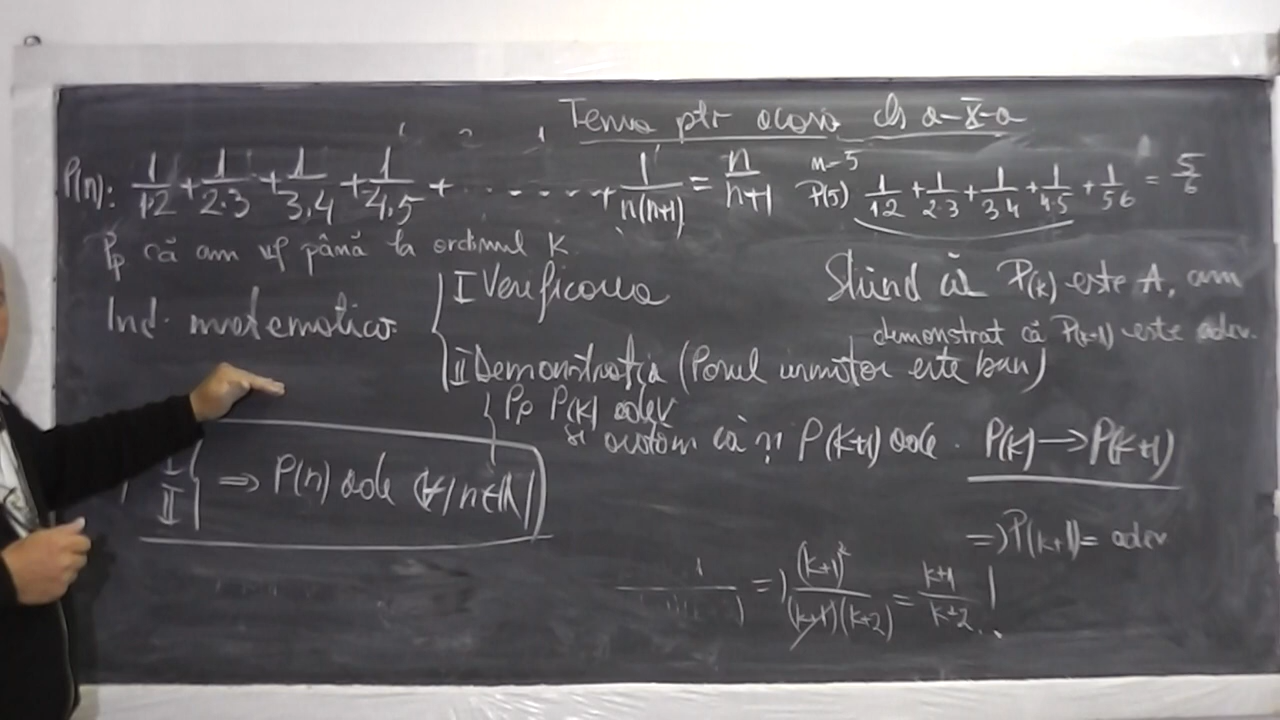 Tema ptr acasă cls a-X-a
P(n): 1/1·2 + 1/2·3 + 1/3·4 + 1/4·5 + ....... + 1/n(n+1) = n/n+1
n=5
P(5) 1/1·2 + 1/2·3 + 1/3·4 + 1/4·5 + 1/5·6 = 5/6
Pp că am vf până la ordinul K
Ind. matematică
I Verificarea
II Demonstrația (Pasul următor este bun)
Pp P(k) adev
și arătăm că și P(k+1) ade.
Știind că P(k) este A, am
demonstrat că P(k+1) este adev.
P(k) → P(k+1)
⇒ P(k+1) = adev
I
II } ⇒ P(n) ade (∀) n∈N
= (k+1)²/(k+1)(k+2) = k+1/k+2 !